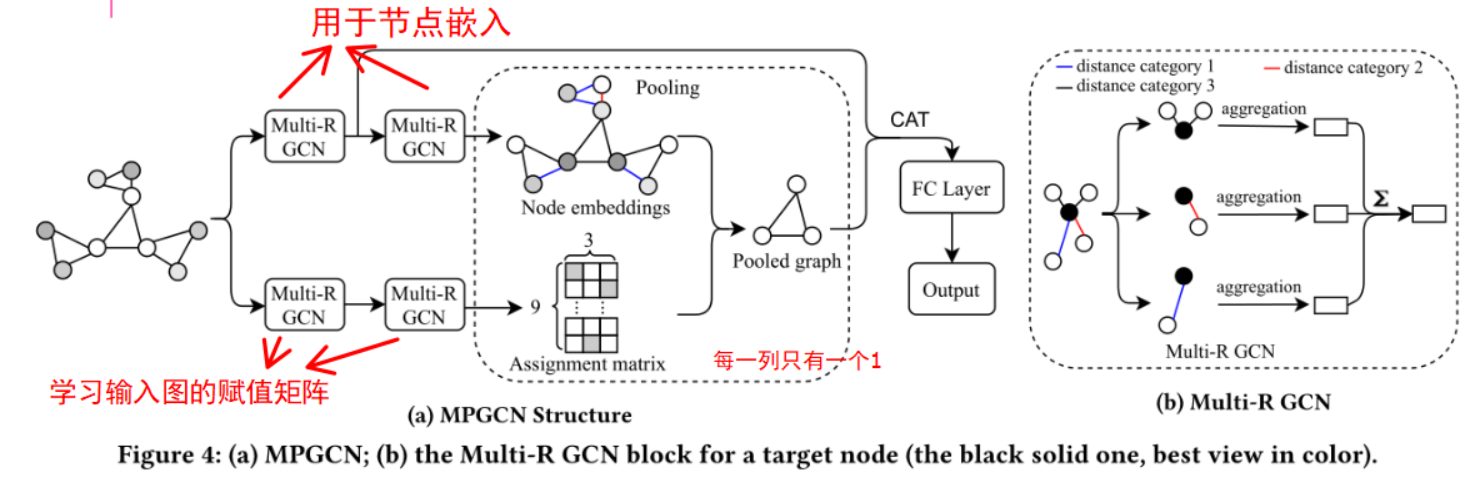 用于节点嵌入
Multi-R
GCN
Multi-R
GCN
Pooling
Node embeddings
CAT
FC Layer
Output
Multi-R
GCN
Multi-R
GCN
3
9
Assignment matrix
Pooled graph
每一列只有一个1
学习输入图的赋值矩阵
(a) MPGCN Structure
distance category 1
distance category 2
distance category 3
aggregation
aggregation
aggregation
Σ
Multi-R GCN
(b) Multi-R GCN
Figure 4: (a) MPGCN; (b) the Multi-R GCN block for a target node (the black solid one, best view in color).